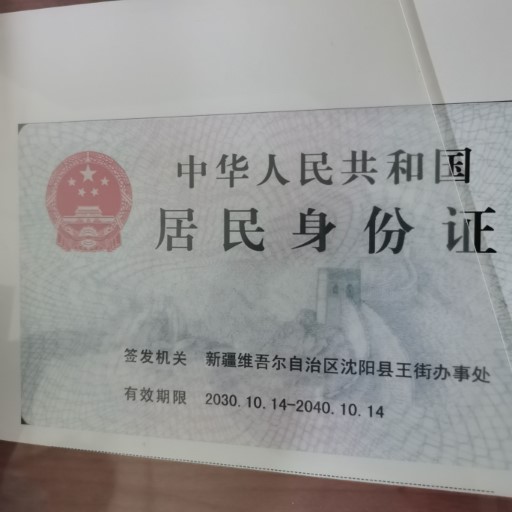 中华人民共和国
居民身份证
签发机关 新疆维吾尔自治区沈阳县王街办事处
有效期限 2030.10.14-2040.10.14